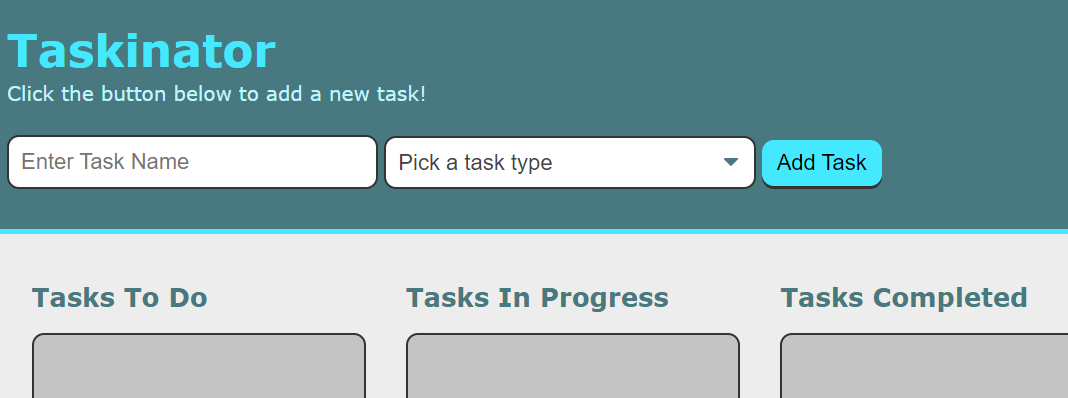 Taskinator
Click the button below to add a new task!
Enter Task Name Pick a task type Add Task
Tasks To Do Tasks In Progress Tasks Completed